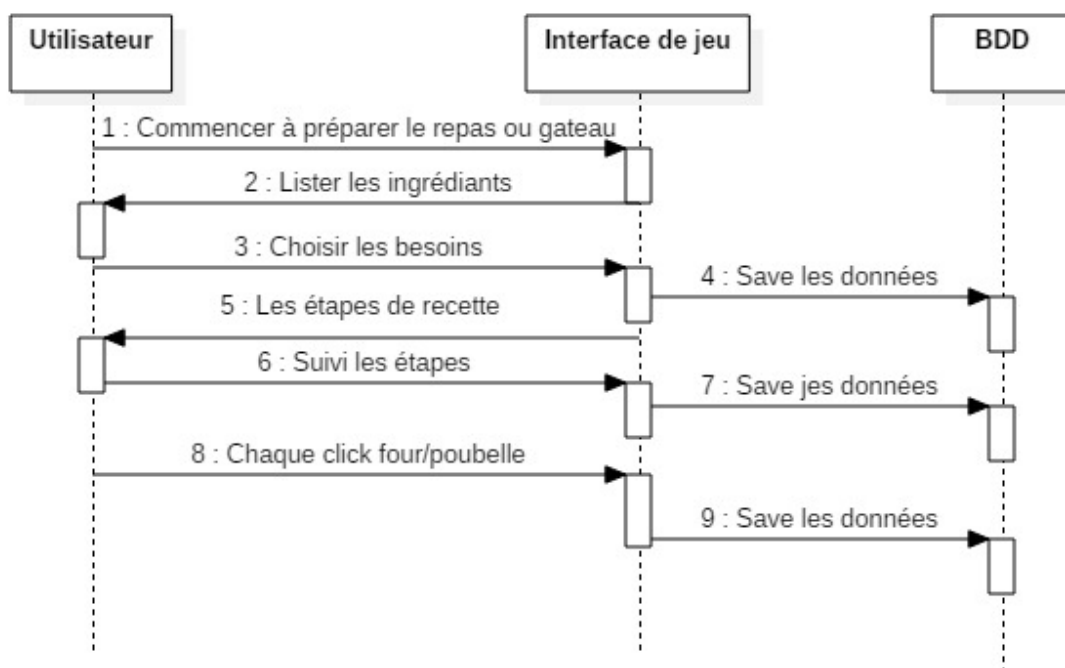 Utilisateur
Interface de jeu
BDD
1 : Commencer à préparer le repas ou gateau
2 : Lister les ingrédiants
3 : Choisir les besoins
4 : Save les données
5 : Les étapes de recette
6 : Suivi les étapes
7 : Save jes données
8 : Chaque click four/poubelle
9 : Save les données